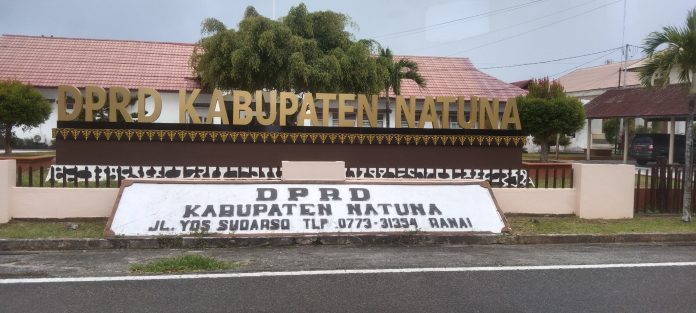 DPRD KABUPATEN NATUNA
DPRD
KABUPATEN NATUNA
JL. YOS SUDARSO TLP .0773-31354 RANAI